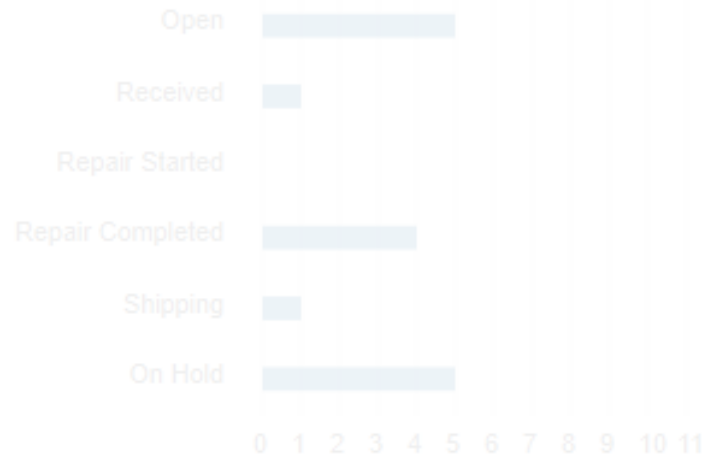 Open
Received
Repair Started
Repair Completed
Shipping
On Hold
0 1 2 3 4 5 6 7 8 9 10 11